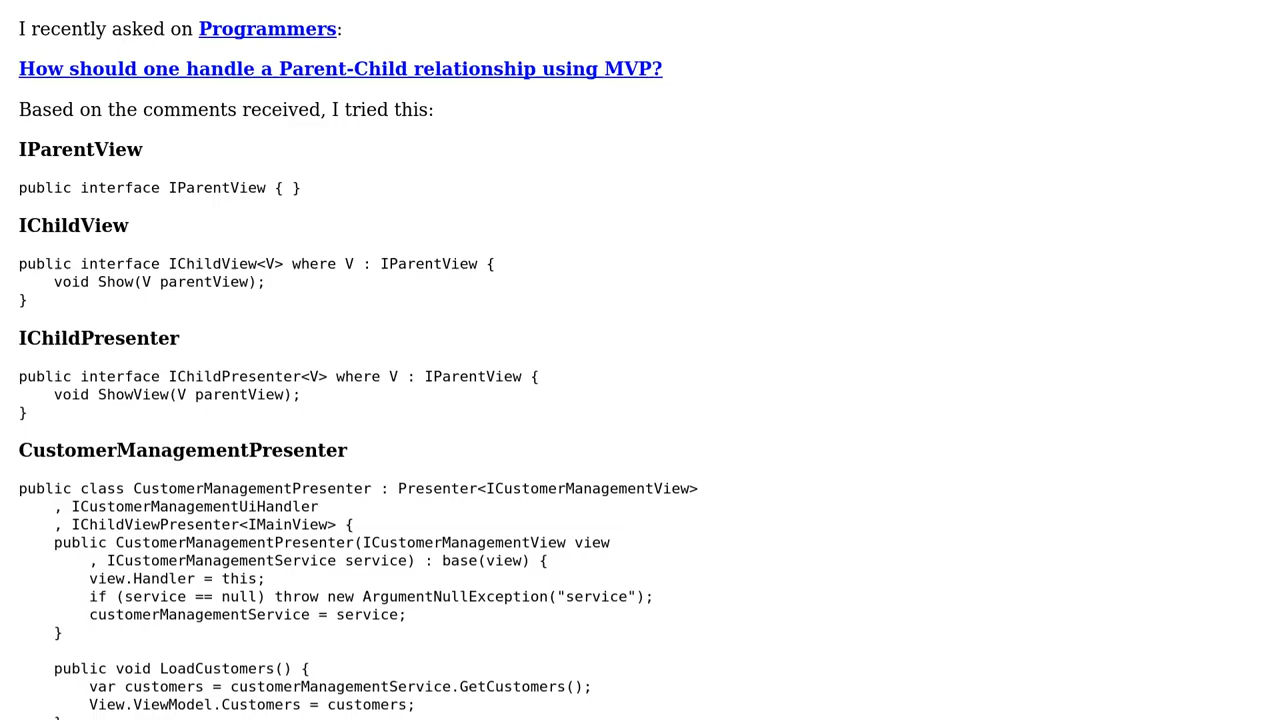 I recently asked on Programmers:
How should one handle a Parent-Child relationship using MVP?
Based on the comments received, I tried this:
IParentView
public interface IParentView { }
IChildView
public interface IChildView<V> where V : IParentView {
    void Show(V parentView);
}
IChildPresenter
public interface IChildPresenter<V> where V : IParentView {
    void ShowView(V parentView);
}
CustomerManagementPresenter
public class CustomerManagementPresenter : Presenter<ICustomerManagementView>
    , ICustomerManagementUiHandler
    , IChildViewPresenter<IMainView> {
    public CustomerManagementPresenter(ICustomerManagementView view
        , ICustomerManagementService service) : base(view) {
        view.Handler = this;
        if (service == null) throw new ArgumentNullException("service");
        customerManagementService = service;
    }
    public void LoadCustomers() {
        var customers = customerManagementService.GetCustomers();
        View.ViewModel.Customers = customers;
    }